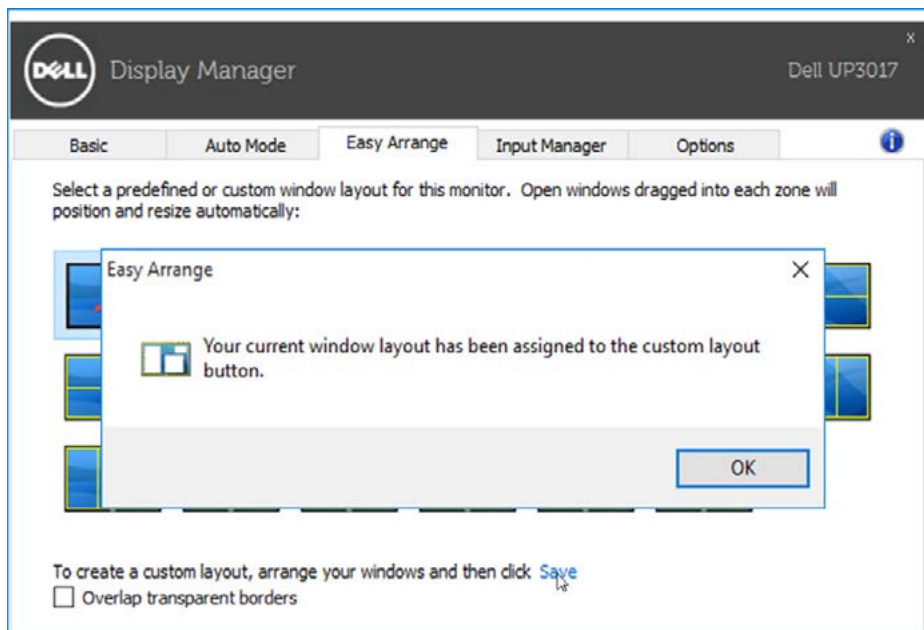 x
DELL Display Manager
Dell UP3017
Basic Auto Mode Easy Arrange Input Manager Options
Select a predefined or custom window layout for this monitor. Open windows dragged into each zone will
position and resize automatically:
Easy Arrange
Your current window layout has been assigned to the custom layout
button.
OK
To create a custom layout, arrange your windows and then click Save
Overlap transparent borders